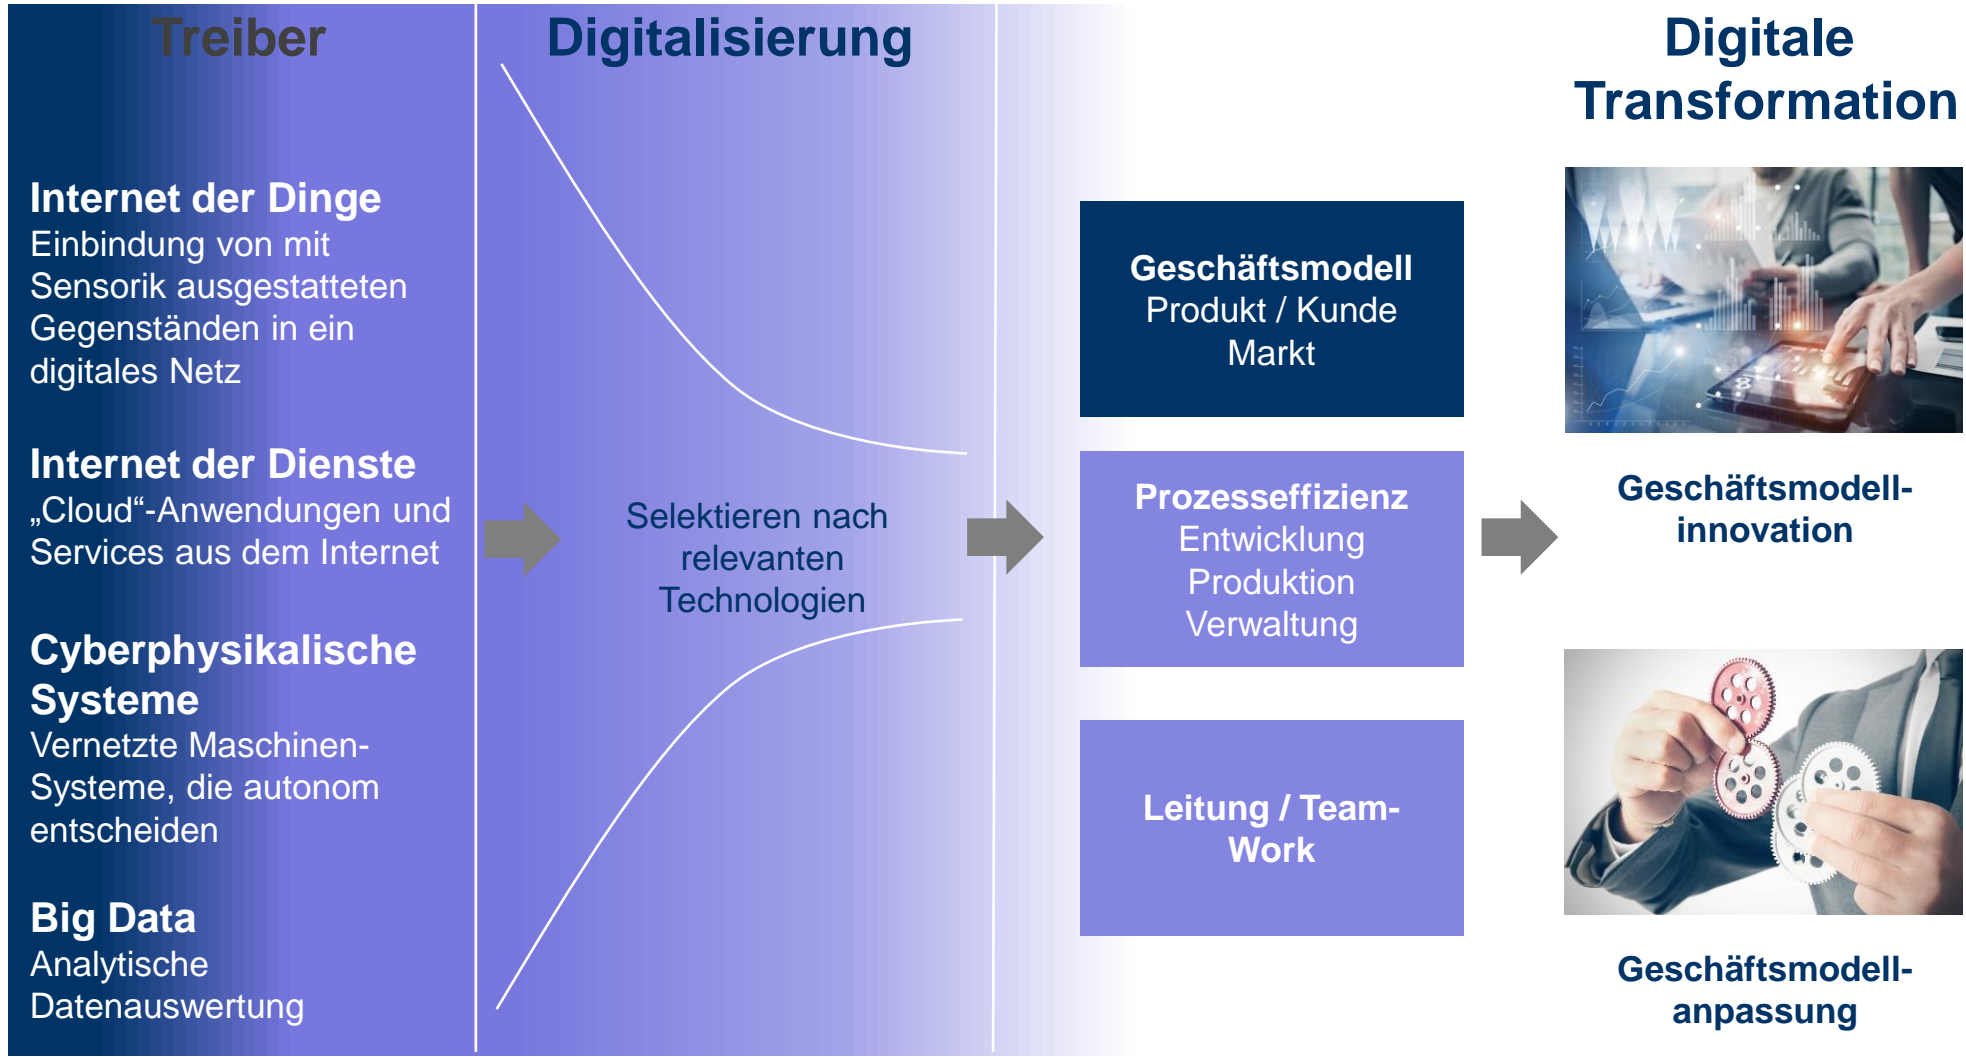 Treiber
Internet der Dinge
Einbindung von mit
Sensorik ausgestatteten
Gegenständen in ein
digitales Netz
Internet der Dienste
„Cloud“-Anwendungen und
Services aus dem Internet
Cyberphysikalische
Systeme
Vernetzte Maschinen-
Systeme, die autonom
entscheiden
Big Data
Analytische
Datenauswertung
Digitalisierung
Selektieren nach
relevanten
Technologien
Geschäftsmodell
Produkt / Kunde
Markt
Prozesseffizienz
Entwicklung
Produktion
Verwaltung
Leitung / Team-
Work
Digitale
Transformation
Geschäftsmodell-
innovation
Geschäftsmodell-
anpassung